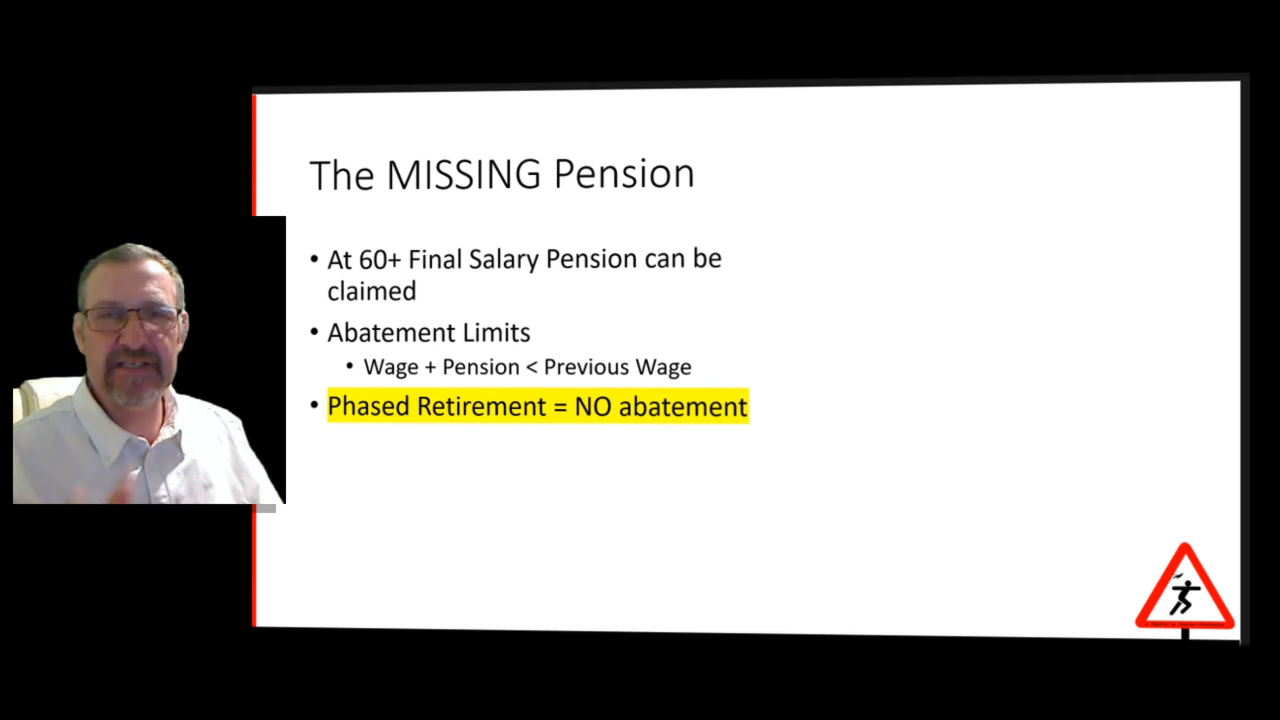 The MISSING Pension
• At 60+ Final Salary Pension can be
claimed
• Abatement Limits
• Wage + Pension < Previous Wage
• Phased Retirement = NO abatement